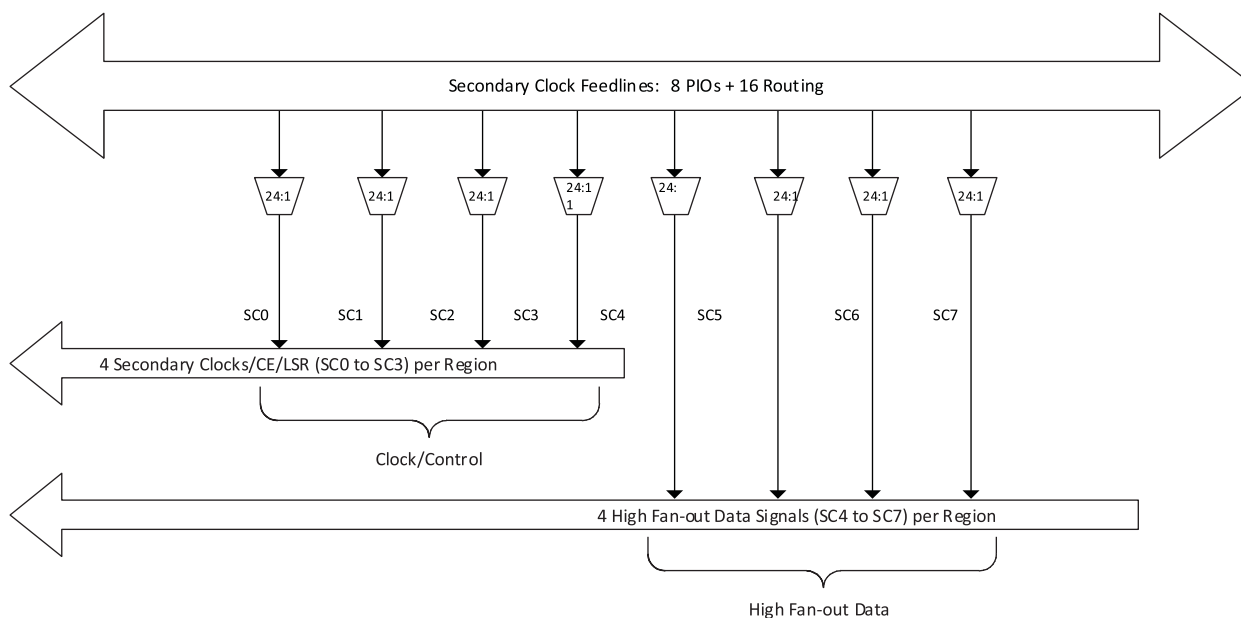 Secondary Clock Feedlines: 8 PIOs + 16 Routing
24:1
24:1
24:1
24:1
1
24:
24:1
24:1
24:1
SC0
SC1
SC2
SC3
SC4
SC5
SC6
SC7
4 Secondary Clocks/CE/LSR (SC0 to SC3) per Region
Clock/Control
4 High Fan-out Data Signals (SC4 to SC7) per Region
High Fan-out Data